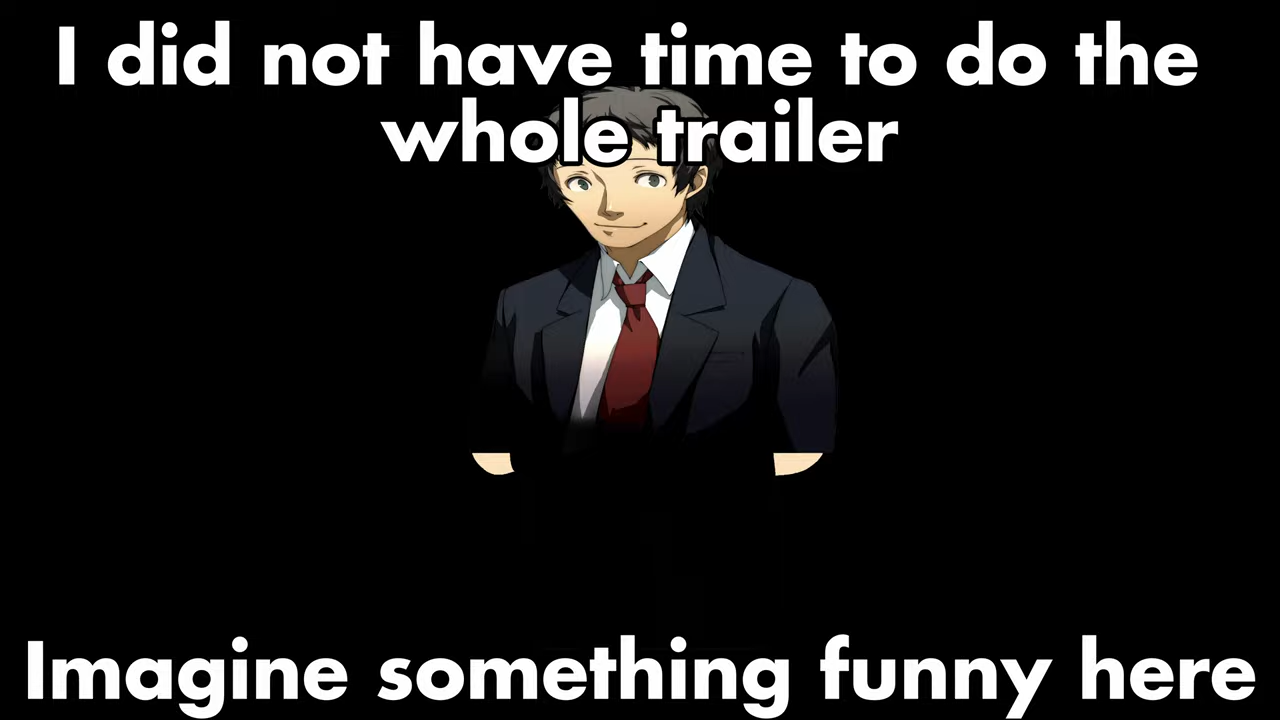 I did not have time to do the
whole trailer
Imagine something funny here